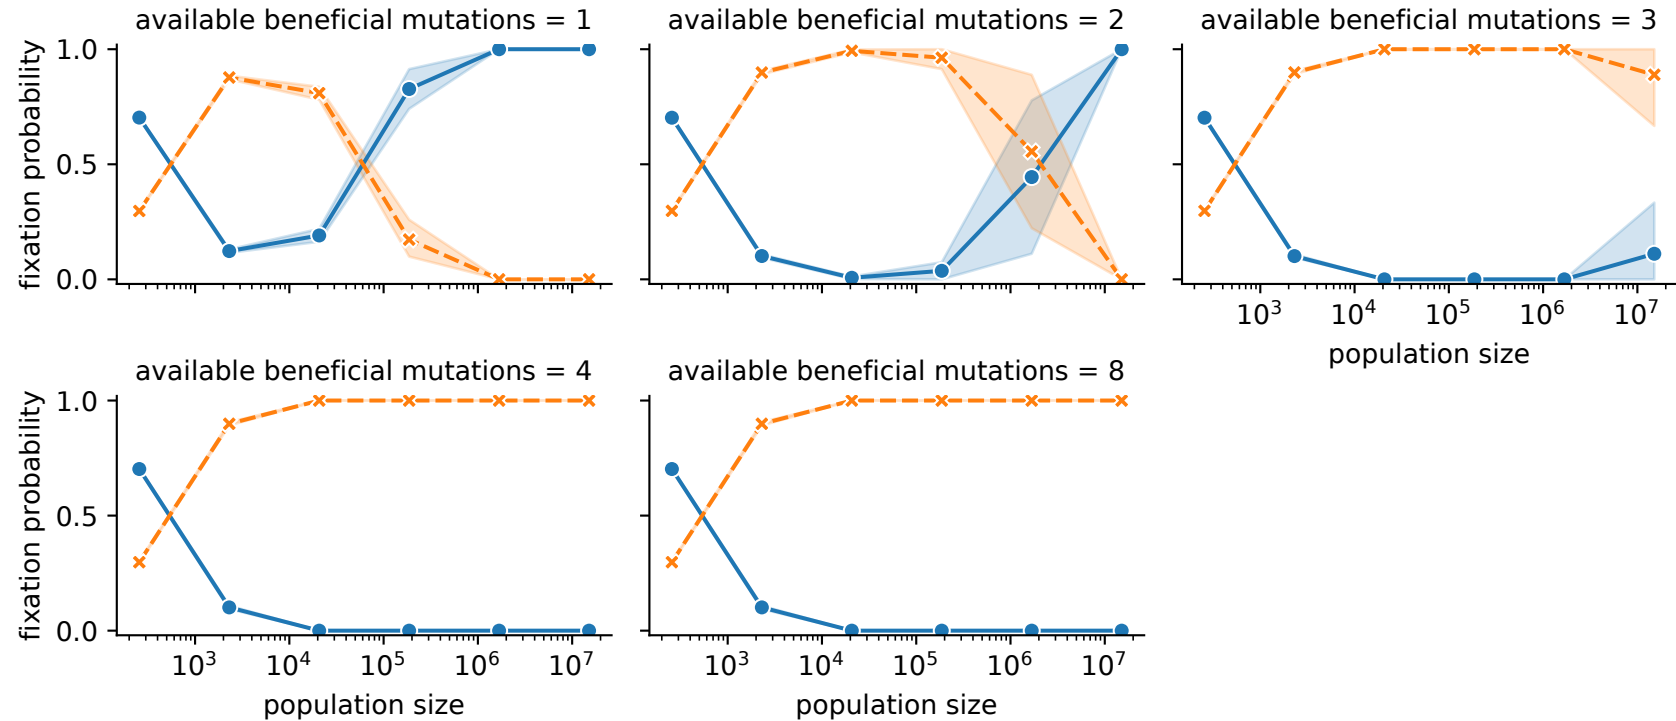 available beneficial mutations = 1
available beneficial mutations = 2
available beneficial mutations = 3
fixation probability
1.0
0.5
0.0
10³ 10⁴ 10⁵ 10⁶ 10⁷
population size
available beneficial mutations = 4
available beneficial mutations = 8
fixation probability
1.0
0.5
0.0
10³ 10⁴ 10⁵ 10⁶ 10⁷
10³ 10⁴ 10⁵ 10⁶ 10⁷
population size
population size